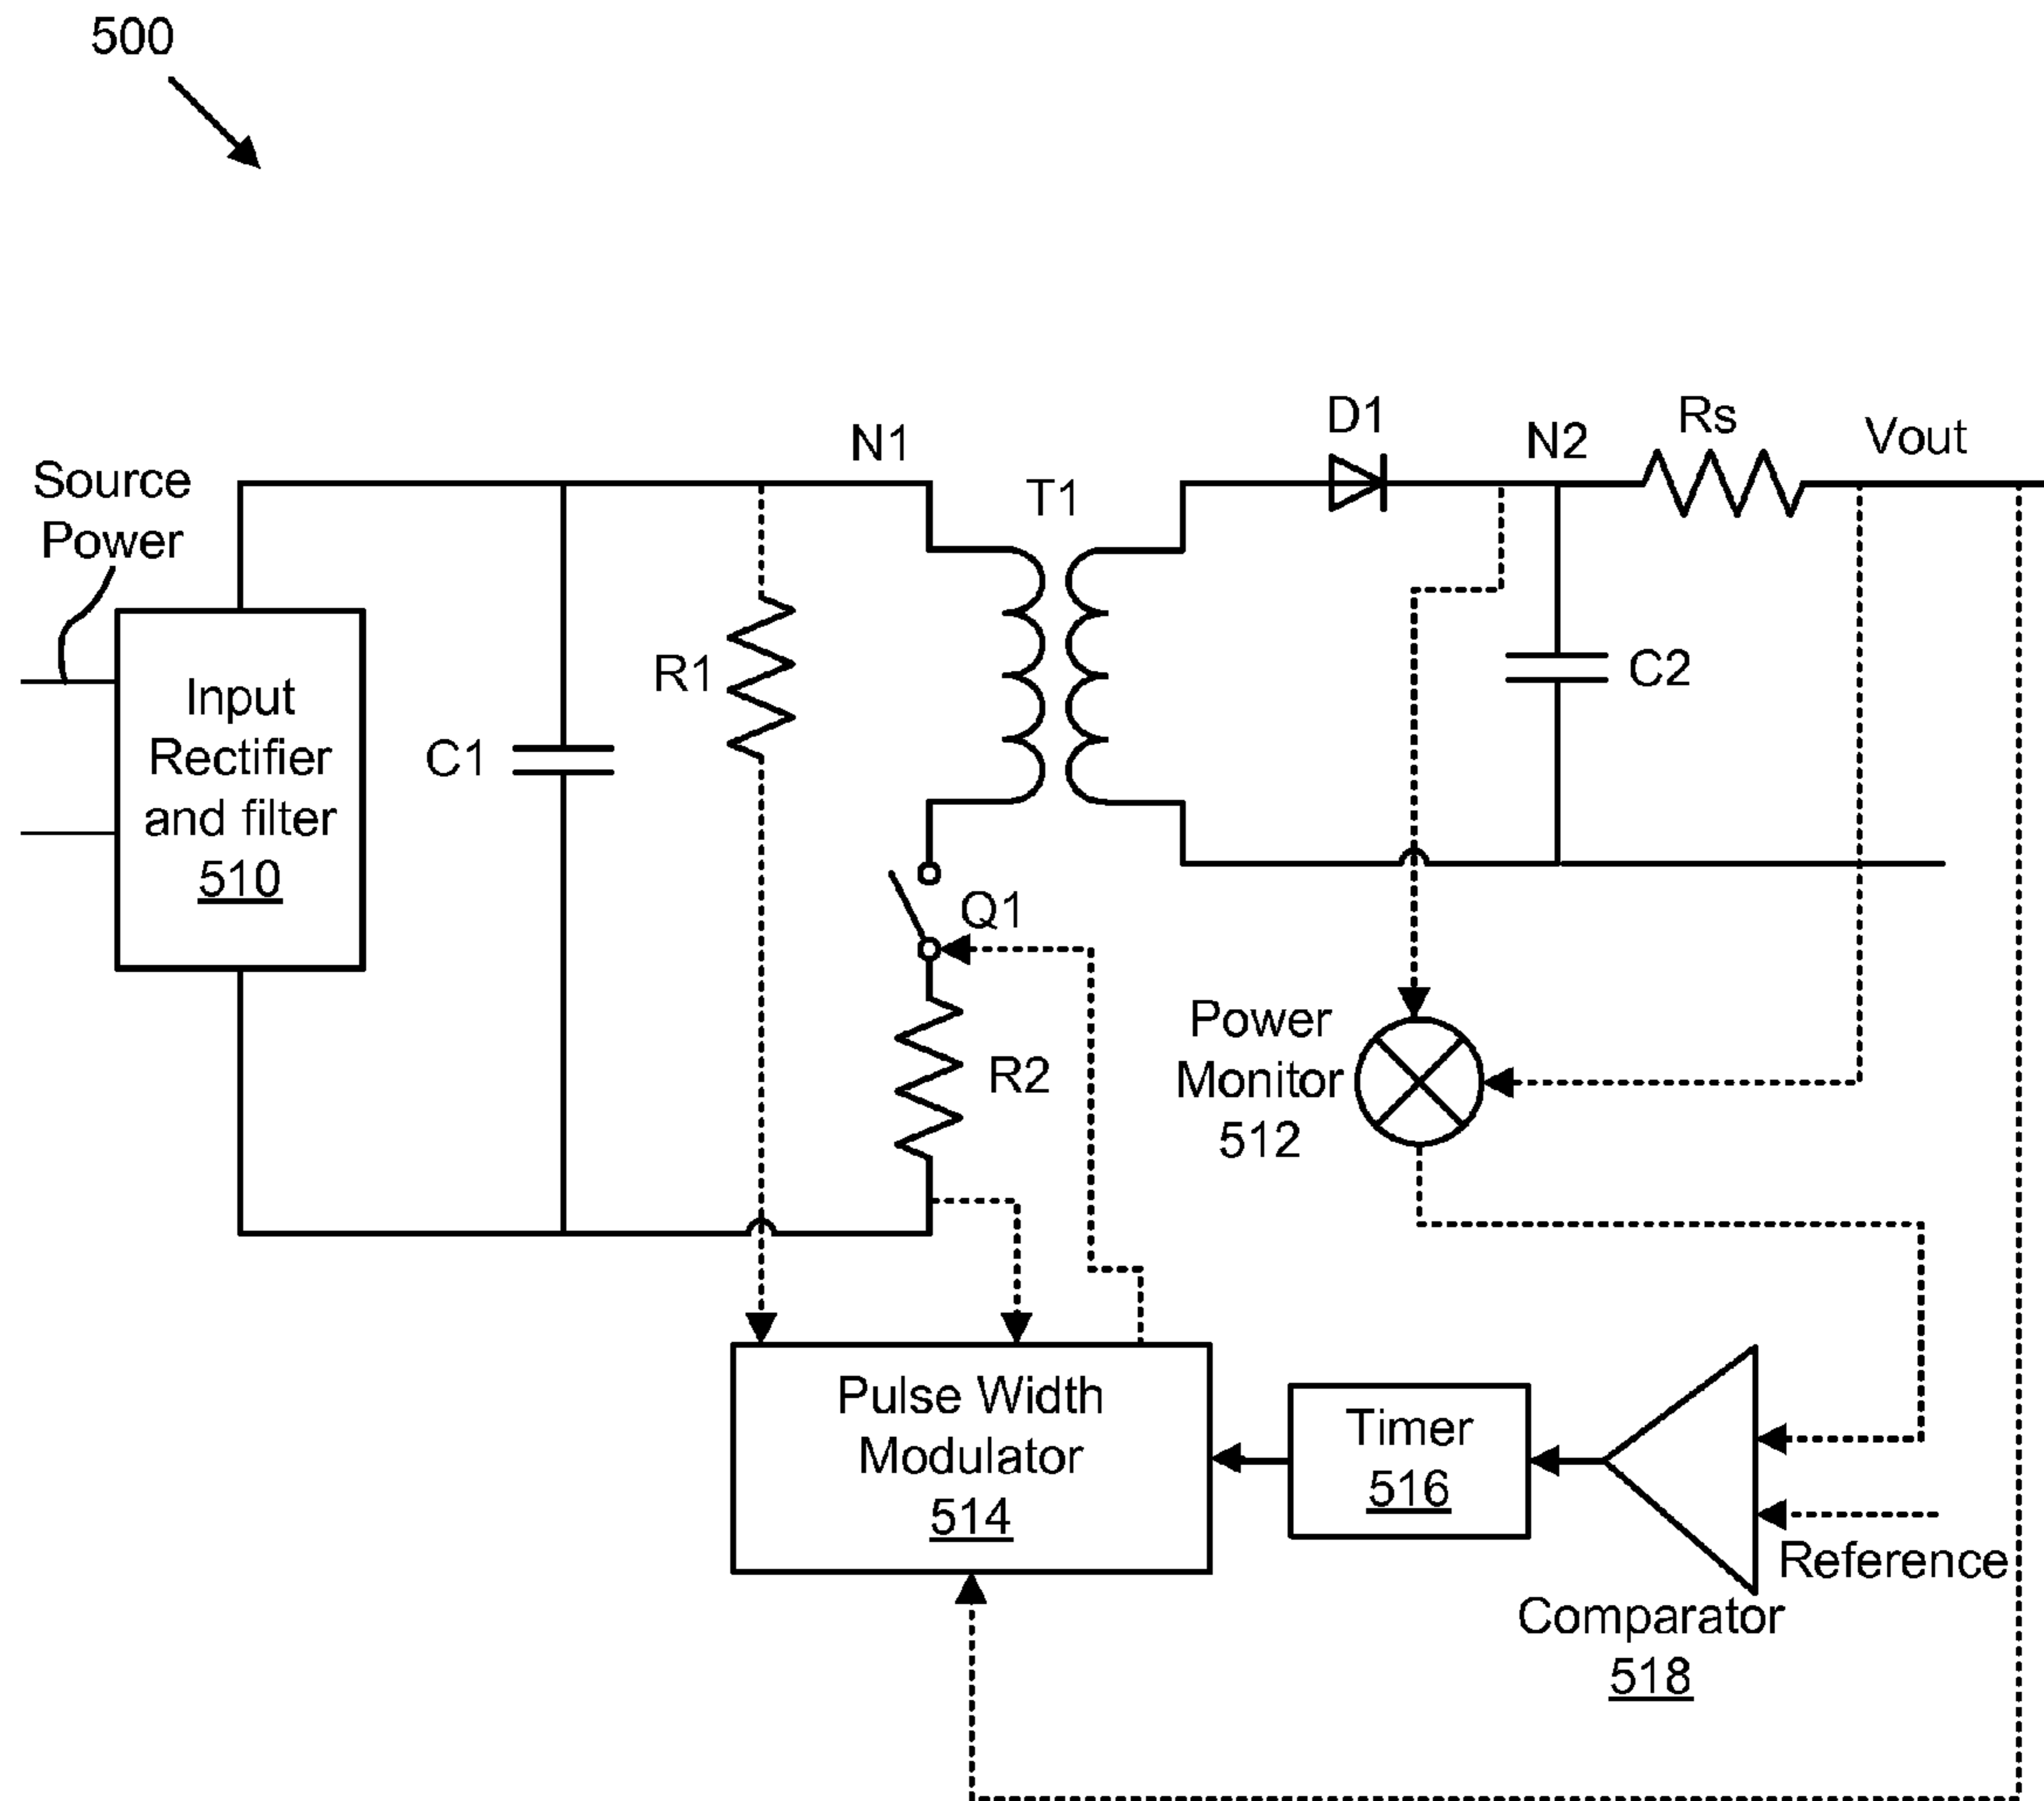 500
Source
Power
Input
Rectifier
and filter
510
C1
R1
N1
T1
D1
N2
Rs
Vout
C2
Q1
R2
Power
Monitor
512
Pulse Width
Modulator
514
Timer
516
Reference
Comparator
518